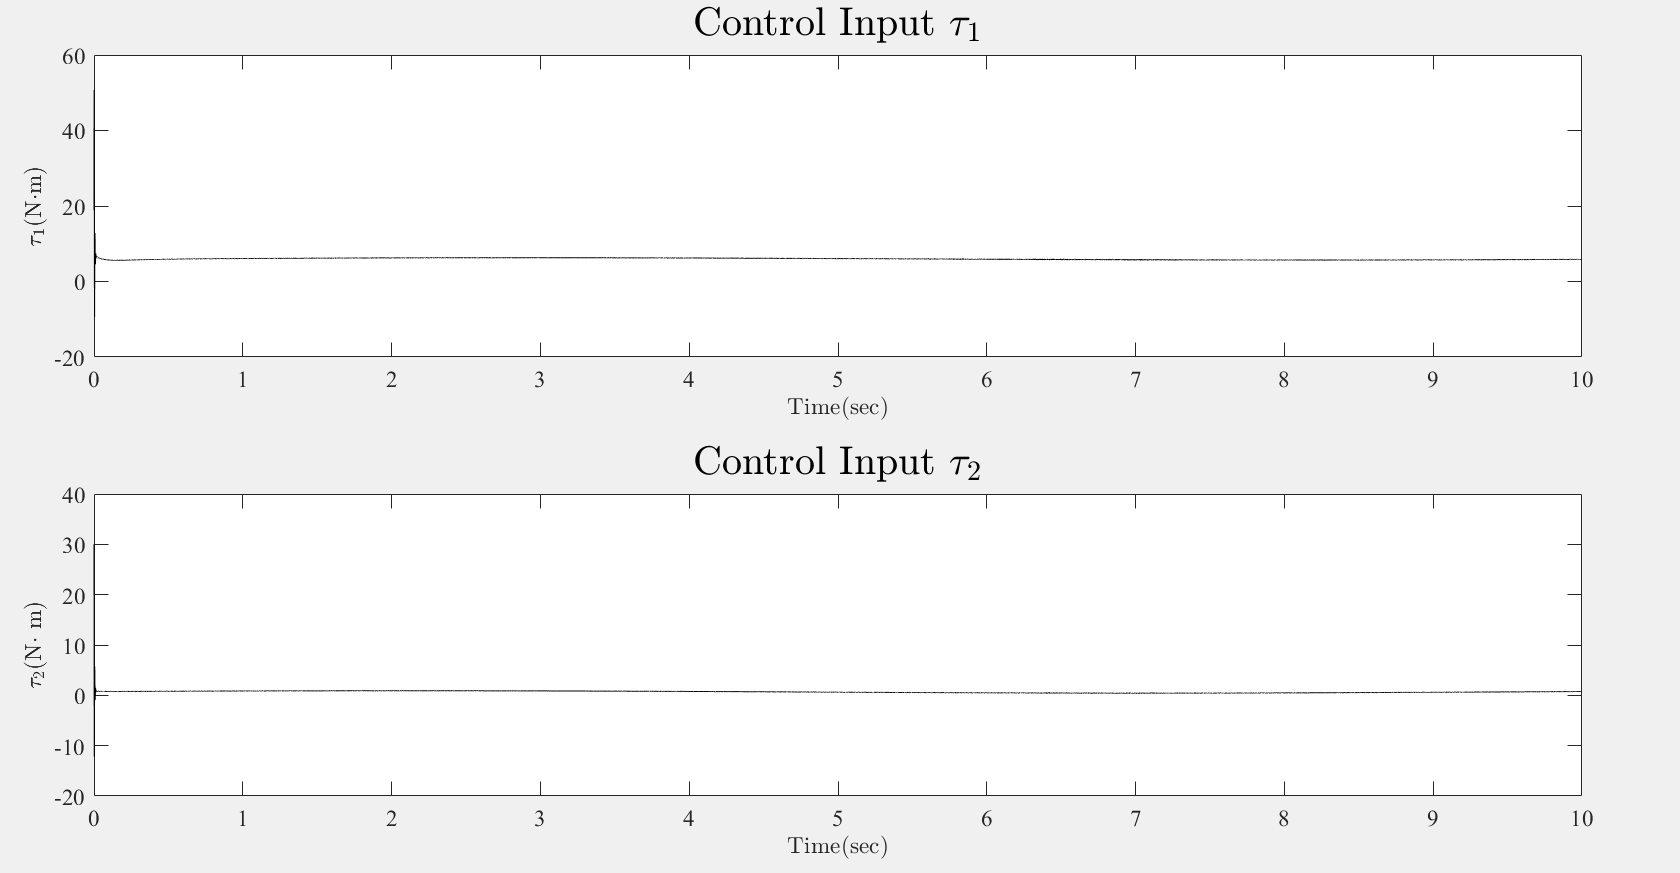 Control Input τ₁
60
40
20
0
-20
τ₁(N·m)
0 1 2 3 4 5 6 7 8 9 10
Time(sec)
Control Input τ₂
40
30
20
10
0
-10
-20
τ₂(N· m)
0 1 2 3 4 5 6 7 8 9 10
Time(sec)